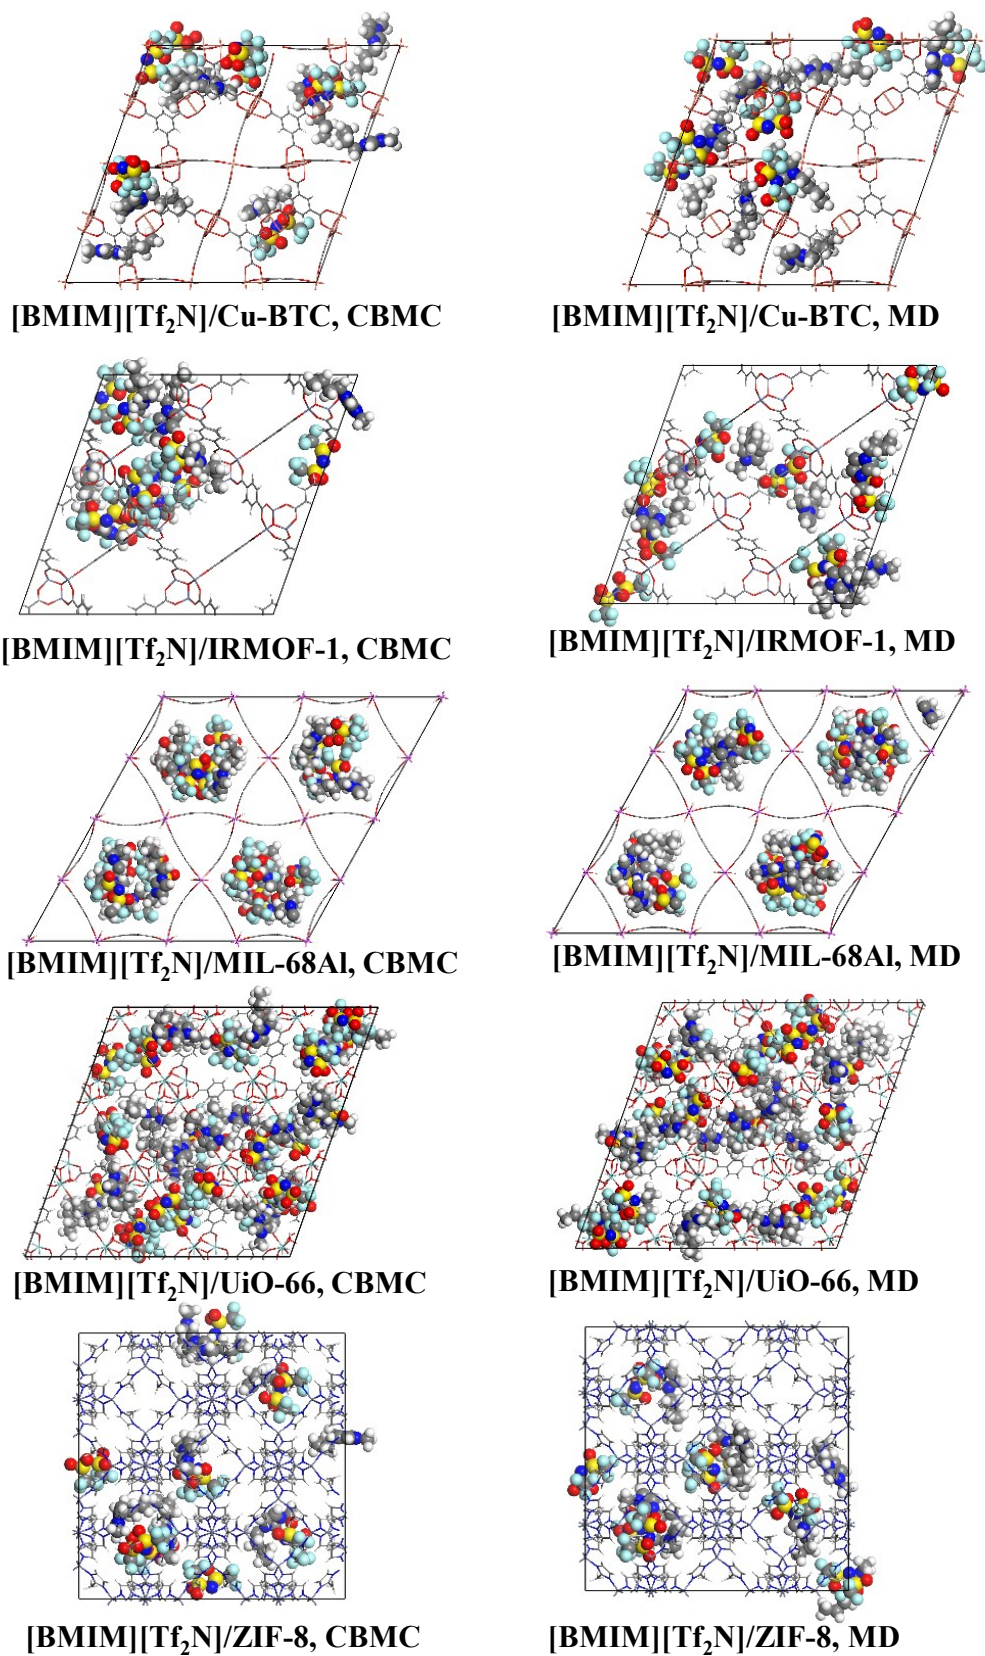 [BMIM][Tf₂N]/Cu-BTC, CBMC
[BMIM][Tf₂N]/Cu-BTC, MD
[BMIM][Tf₂N]/IRMOF-1, CBMC
[BMIM][Tf₂N]/IRMOF-1, MD
[BMIM][Tf₂N]/MIL-68Al, CBMC
[BMIM][Tf₂N]/MIL-68Al, MD
[BMIM][Tf₂N]/UiO-66, CBMC
[BMIM][Tf₂N]/UiO-66, MD
[BMIM][Tf₂N]/ZIF-8, CBMC
[BMIM][Tf₂N]/ZIF-8, MD